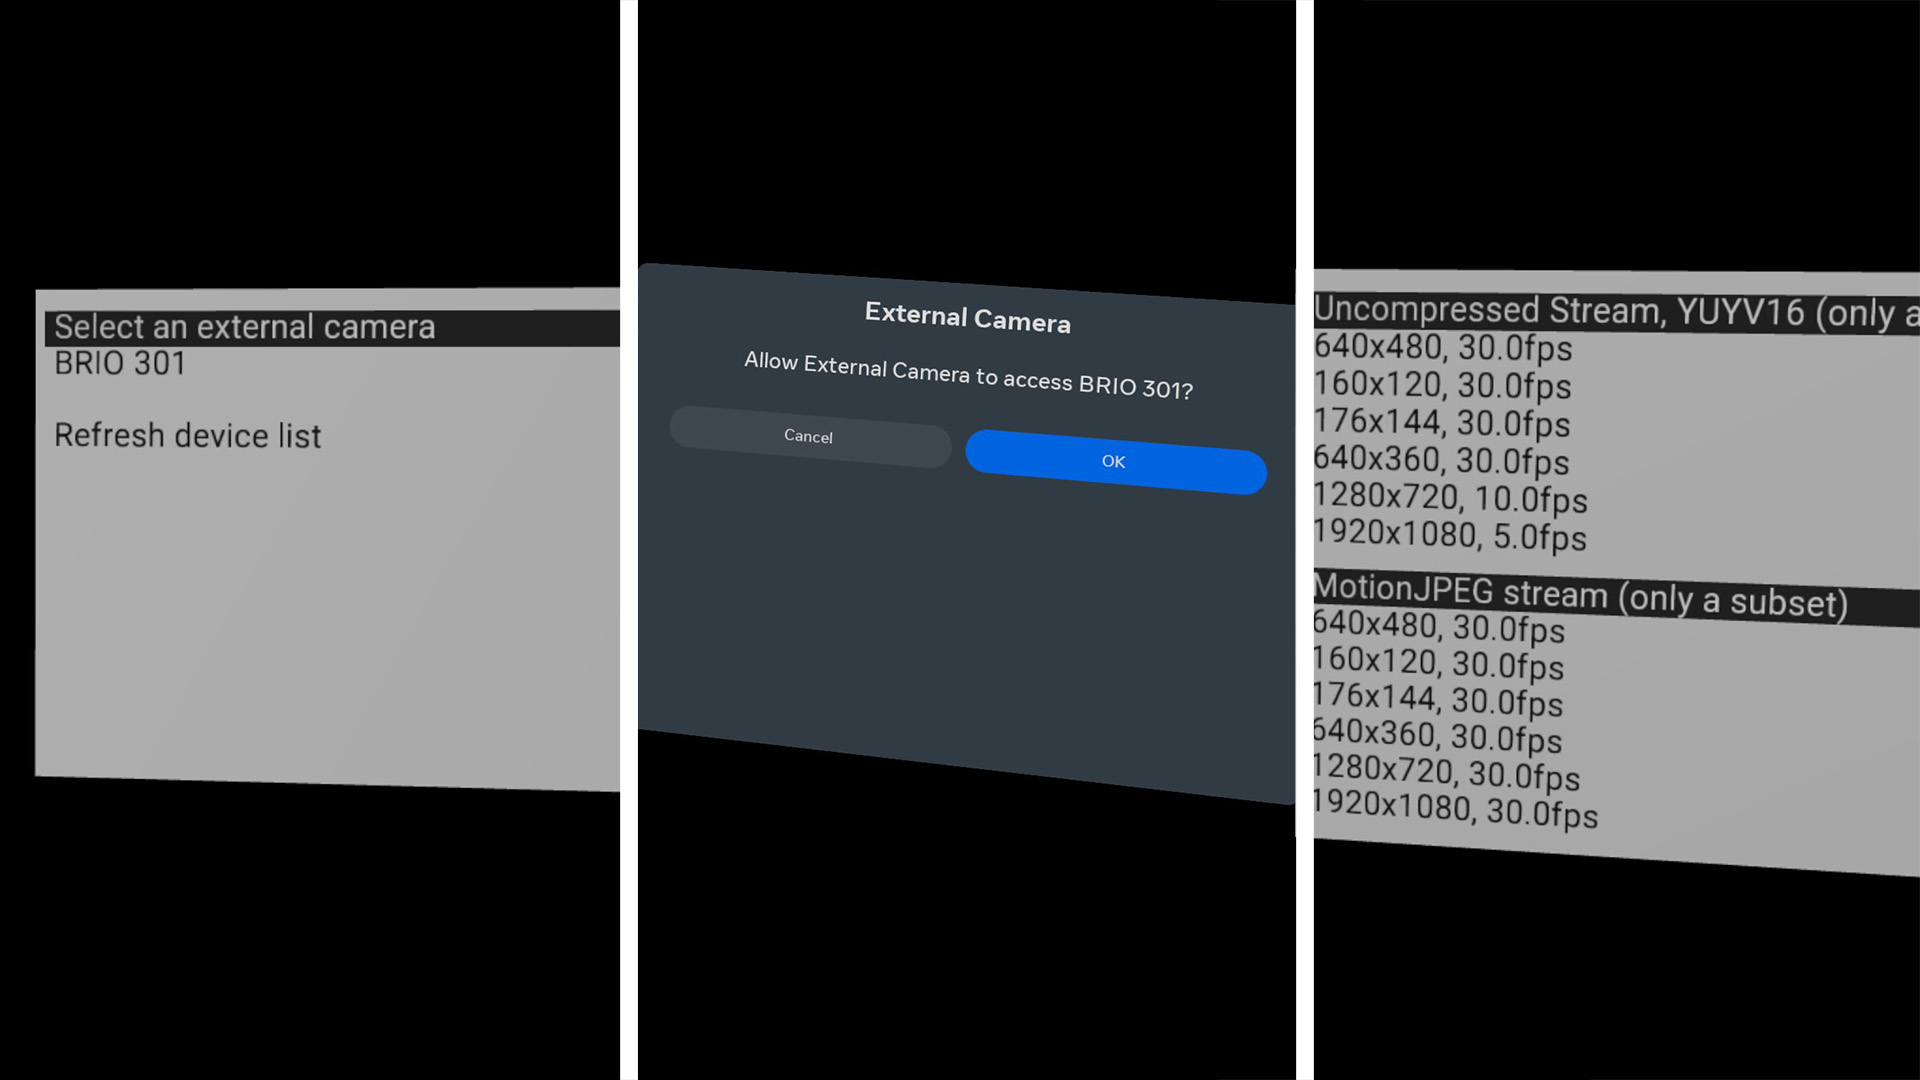 Select an external camera
BRIO 301
Refresh device list
External Camera
Allow External Camera to access BRIO 301?
Cancel
OK
Uncompressed Stream, YUYV16 (only a
640x480, 30.0fps
160x120, 30.0fps
176x144, 30.0fps
640x360, 30.0fps
1280x720, 10.0fps
1920x1080, 5.0fps
MotionJPEG stream (only a subset)
640x480, 30.0fps
160x120, 30.0fps
176x144, 30.0fps
640x360, 30.0fps
1280x720, 30.0fps
1920x1080, 30.0fps